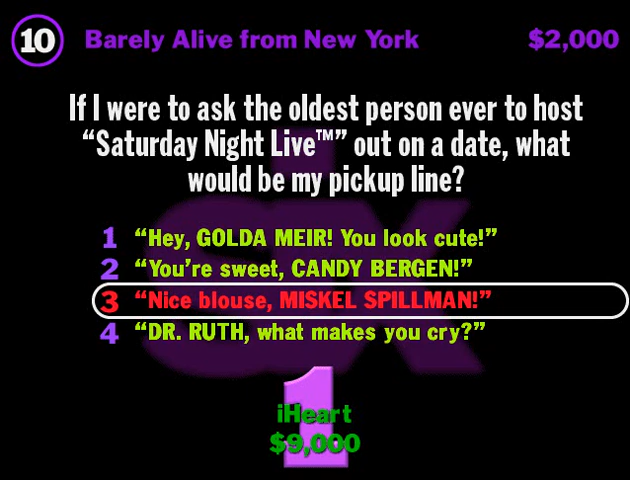 10 Barely Alive from New York $2,000
If I were to ask the oldest person ever to host
“Saturday Night Live™” out on a date, what
would be my pickup line?
1 “Hey, GOLDA MEIR! You look cute!”
2 “You’re sweet, CANDY BERGEN!”
3 “Nice blouse, MISKEL SPILLMAN!”
4 “DR. RUTH, what makes you cry?”
six
1
iHeart
$9,000